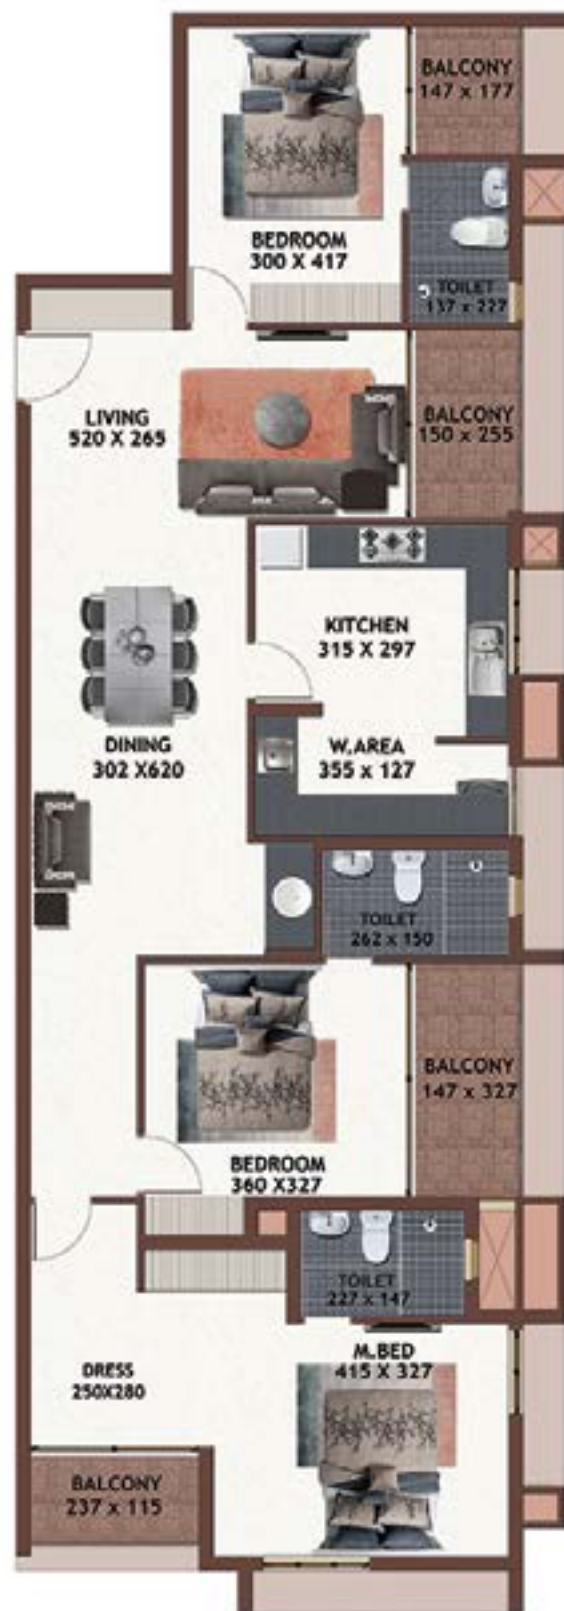 BALCONY
147 x 177
BEDROOM
300 X 417
TOILET
137 x 227
LIVING
520 X 265
BALCONY
150 x 255
KITCHEN
315 X 297
DINING
302 X620
W.AREA
355 x 127
TOILET
262 x 150
BALCONY
147 x 327
BEDROOM
360 X327
TOILET
227 x 147
M.BED
415 X 327
DRESS
250X280
BALCONY
237 x 115